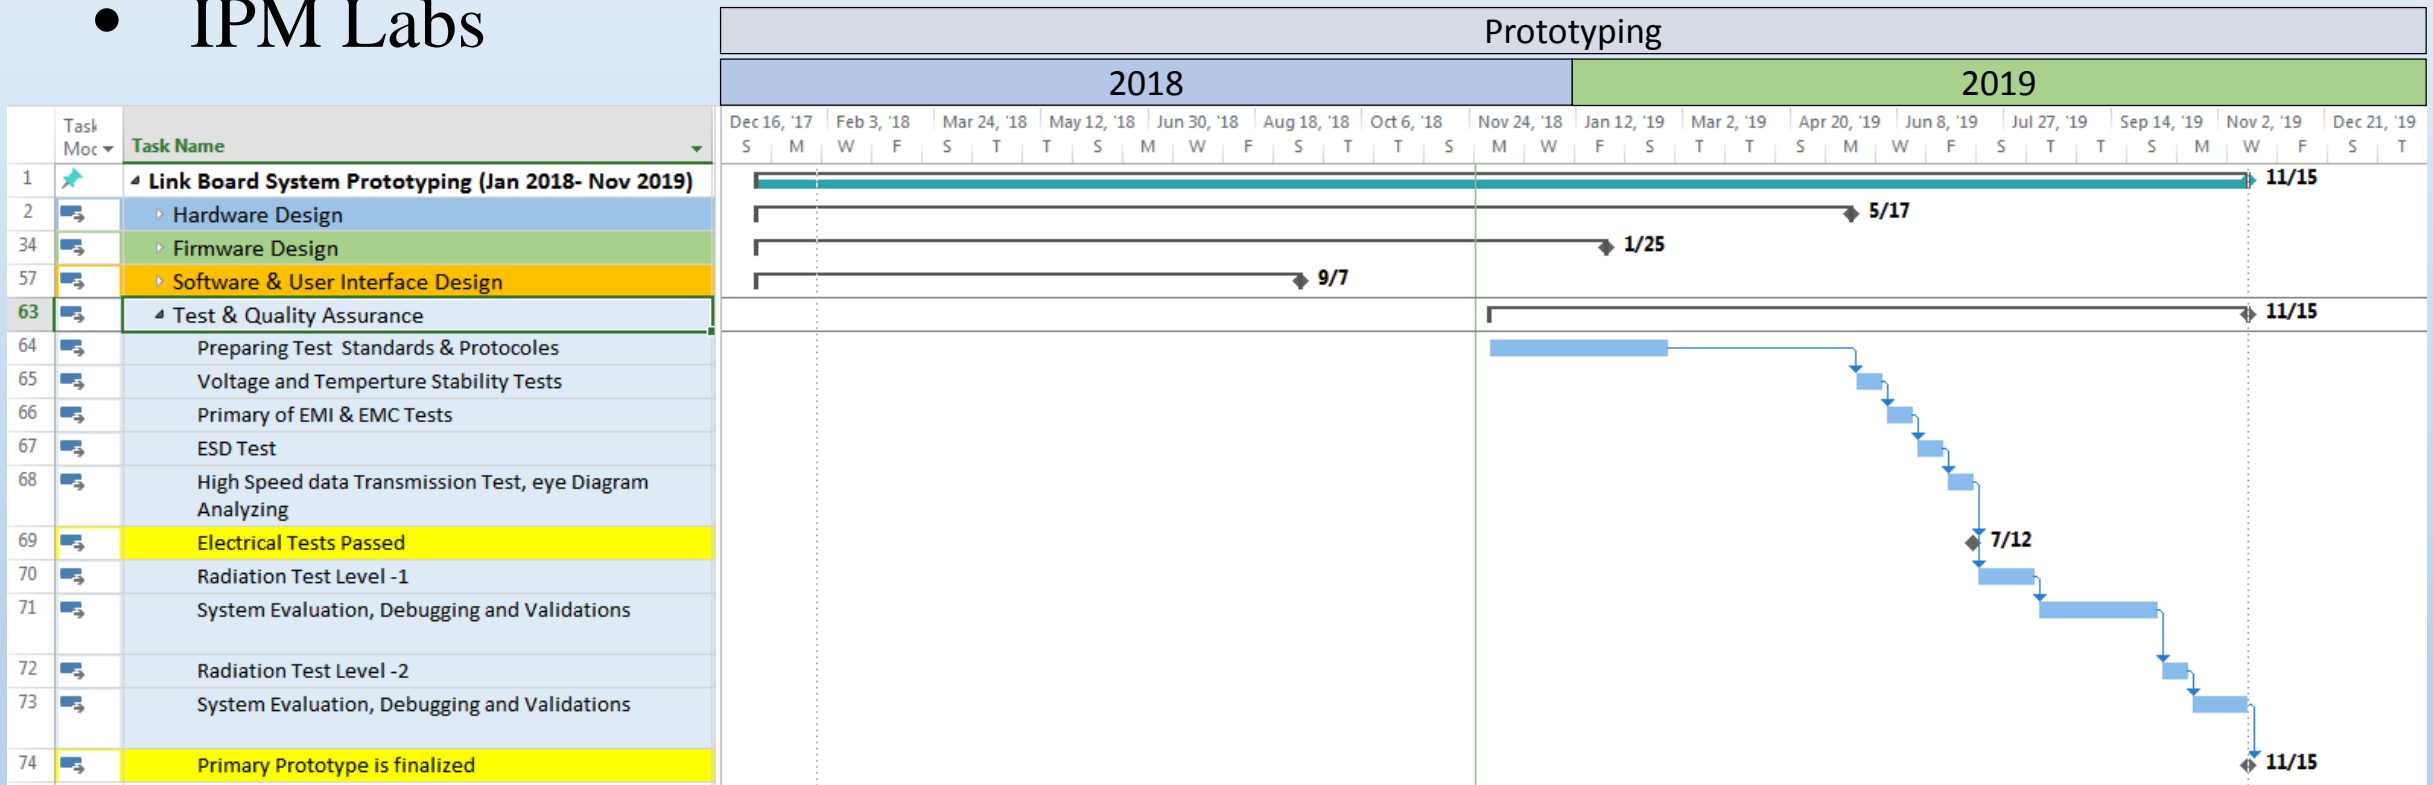 • IPM Labs
Prototyping
2018 2019
Dec 16, '17 Feb 3, '18 Mar 24, '18 May 12, '18 Jun 30, '18 Aug 18, '18 Oct 6, '18 Nov 24, '18 Jan 12, '19 Mar 2, '19 Apr 20, '19 Jun 8, '19 Jul 27, '19 Sep 14, '19 Nov 2, '19 Dec 21, '19
Task
Moc Task Name S M W F S T T S M W F S T T S M W F S T T S M W F S T T S M W F S T
1 Link Board System Prototyping (Jan 2018- Nov 2019) 11/15
2 Hardware Design 5/17
34 Firmware Design 1/25
57 Software & User Interface Design 9/7
63 Test & Quality Assurance 11/15
64 Preparing Test Standards & Protocoles
65 Voltage and Temperture Stability Tests
66 Primary of EMI & EMC Tests
67 ESD Test
68 High Speed data Transmission Test, eye Diagram
Analyzing
69 Electrical Tests Passed 7/12
70 Radiation Test Level -1
71 System Evaluation, Debugging and Validations
72 Radiation Test Level -2
73 System Evaluation, Debugging and Validations
74 Primary Prototype is finalized 11/15